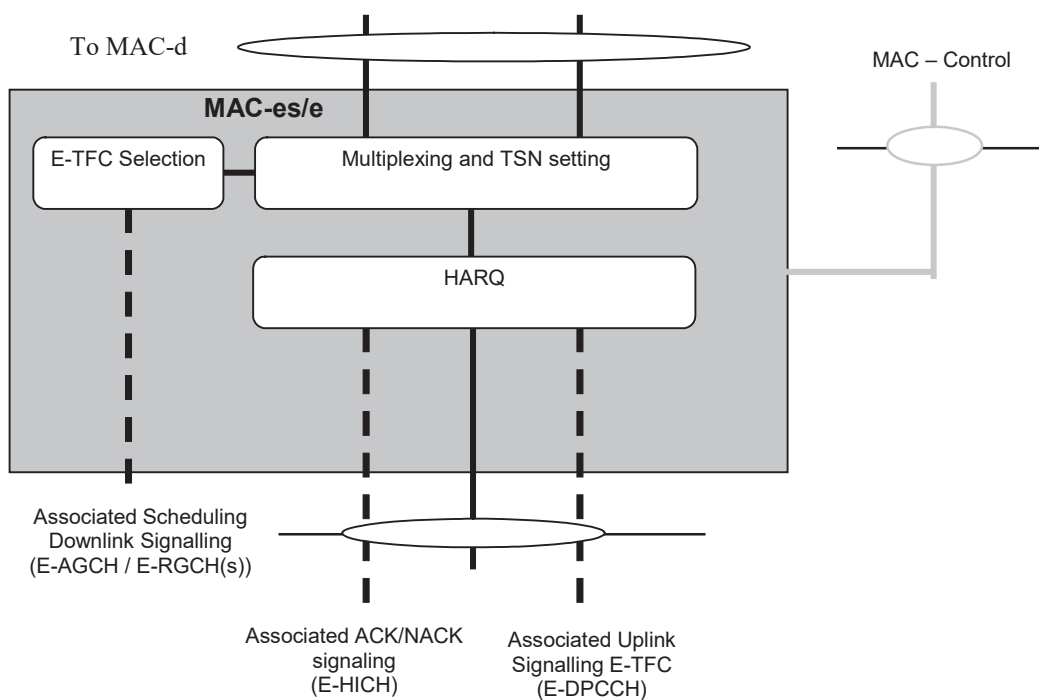 To MAC-d
MAC – Control
MAC-es/e
E-TFC Selection
Multiplexing and TSN setting
HARQ
Associated Scheduling
Downlink Signalling
(E-AGCH / E-RGCH(s))
Associated ACK/NACK
signaling
(E-HICH)
Associated Uplink
Signalling E-TFC
(E-DPCCH)